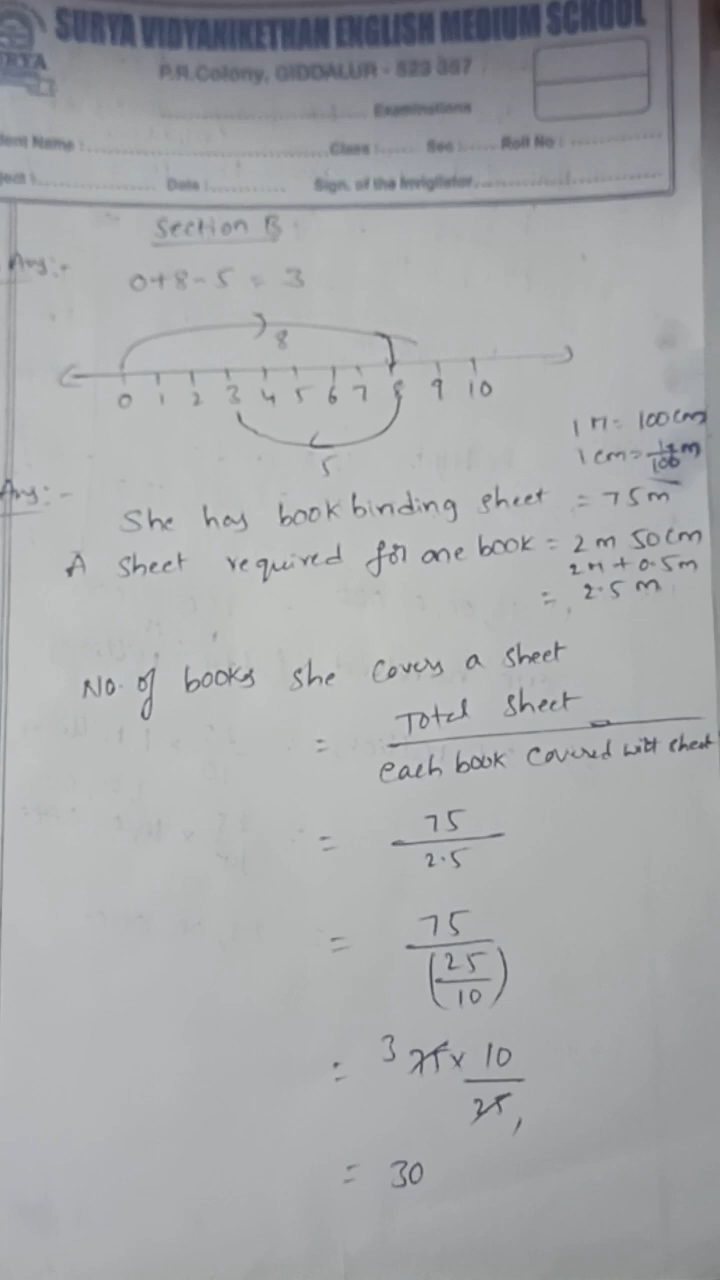 SURYA VIDYANIKETHAN ENGLISH MEDIUM SCHOOL
P.R.Colony, GIDDALUR - 523 357
Examinations
Name : Class : Sec : Roll No :
Date : Sign. of the Invigilator
Section B
Ans:-
0+8-5 = 3
8
0 1 2 3 4 5 6 7 8 9 10
5
1 M = 100 cm
1 cm = 1/100 m
Ans:-
She has book binding sheet = 75m
A sheet required for one book = 2 m 50 cm
2 M + 0.5m
= 2.5 m
No. of books she covers a sheet
= Total sheet / each book covered with sheet
= 75 / 2.5
= 75 / (25/10)
= 3 75 × 10 / 25 1
= 30